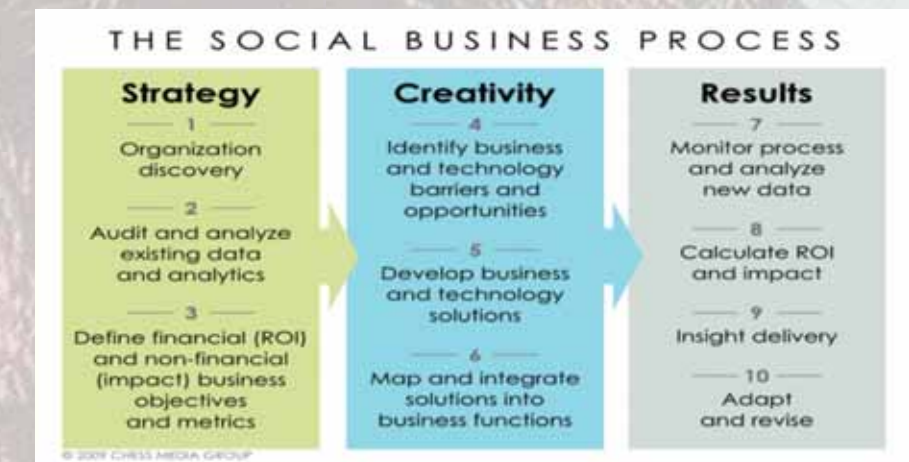 THE SOCIAL BUSINESS PROCESS
Strategy
1
Organization
discovery
2
Audit and analyze
existing data
and analytics
3
Define financial (ROI)
and non-financial
(impact) business
objectives
and metrics
Creativity
4
Identify business
and technology
barriers and
opportunities
5
Develop business
and technology
solutions
6
Map and integrate
solutions into
business functions
Results
7
Monitor process
and analyze
new data
8
Calculate ROI
and impact
9
Insight delivery
10
Adapt
and revise
© 2009 CHESS MEDIA GROUP